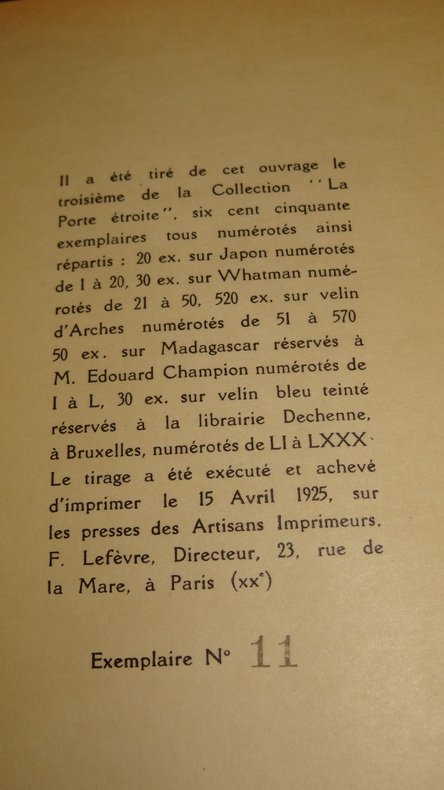 Il a été tiré de cet ouvrage le
troisième de la Collection ''La
Porte étroite'', six cent cinquante
exemplaires tous numérotés ainsi
répartis : 20 ex. sur Japon numérotés
de I à 20, 30 ex. sur Whatman numé-
rotés de 21 à 50, 520 ex. sur velin
d'Arches numérotés de 51 à 570
50 ex. sur Madagascar réservés à
M. Edouard Champion numérotés de
I à L, 30 ex. sur velin bleu teinté
réservés à la librairie Dechenne,
à Bruxelles, numérotés de LI à LXXX.
Le tirage a été exécuté et achevé
d'imprimer le 15 Avril 1925, sur
les presses des Artisans Imprimeurs,
F. Lefèvre, Directeur, 23, rue de
la Mare, à Paris (xxᵉ)
Exemplaire Nº 11